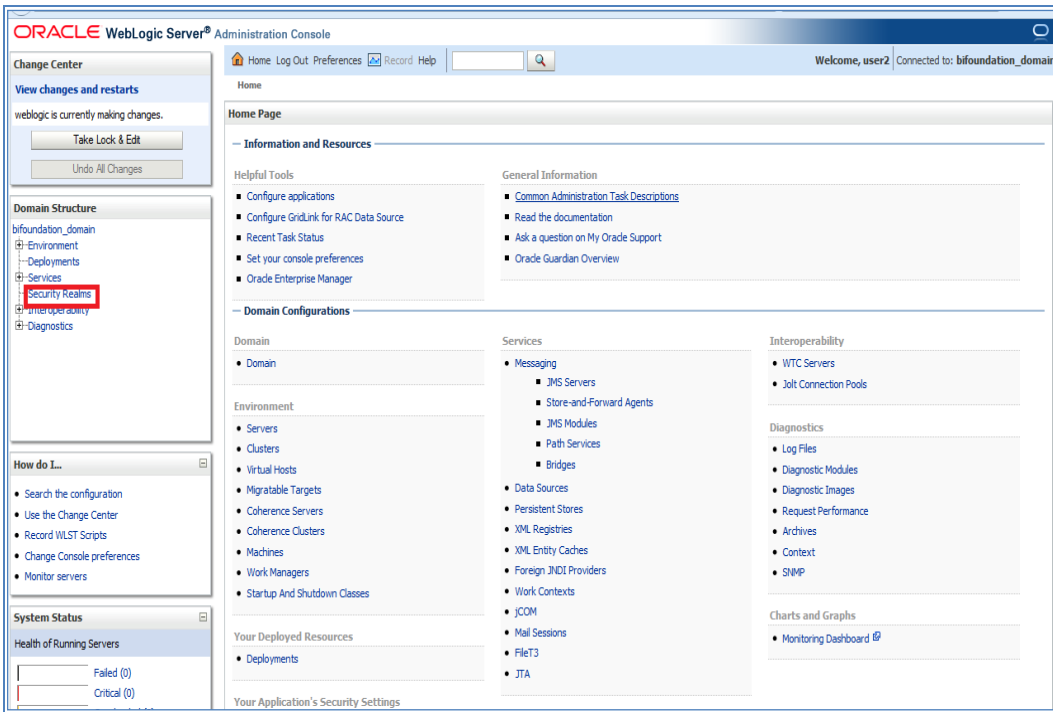 ORACLE WebLogic Server® Administration Console
Change Center
View changes and restarts
weblogic is currently making changes.
Take Lock & Edit
Undo All Changes
Domain Structure
bifoundation_domain
Environment
Deployments
Services
Security Realms
Interoperability
Diagnostics
How do I...
Search the configuration
Use the Change Center
Record WLST Scripts
Change Console preferences
Monitor servers
System Status
Health of Running Servers
Failed (0)
Critical (0)
Home Log Out Preferences Record Help
Welcome, user2 Connected to: bifoundation_domain
Home
Home Page
Information and Resources
Helpful Tools
Configure applications
Configure GridLink for RAC Data Source
Recent Task Status
Set your console preferences
Oracle Enterprise Manager
General Information
Common Administration Task Descriptions
Read the documentation
Ask a question on My Oracle Support
Oracle Guardian Overview
Domain Configurations
Domain
Domain
Environment
Servers
Clusters
Virtual Hosts
Migratable Targets
Coherence Servers
Coherence Clusters
Machines
Work Managers
Startup And Shutdown Classes
Your Deployed Resources
Deployments
Your Application's Security Settings
Services
Messaging
JMS Servers
Store-and-Forward Agents
JMS Modules
Path Services
Bridges
Data Sources
Persistent Stores
XML Registries
XML Entity Caches
Foreign JNDI Providers
Work Contexts
jCOM
Mail Sessions
FileT3
JTA
Interoperability
WTC Servers
Jolt Connection Pools
Diagnostics
Log Files
Diagnostic Modules
Diagnostic Images
Request Performance
Archives
Context
SNMP
Charts and Graphs
Monitoring Dashboard